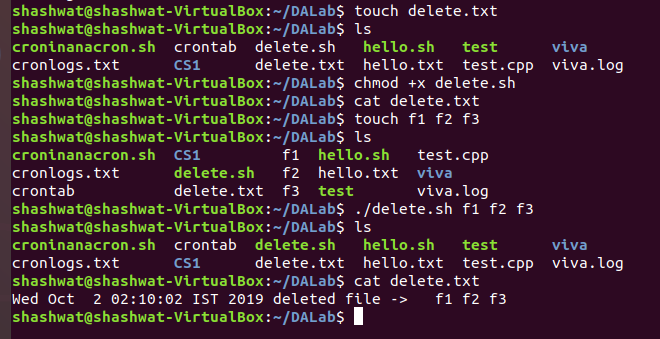 shashwat@shashwat-VirtualBox:~/DALab$ touch delete.txt
shashwat@shashwat-VirtualBox:~/DALab$ ls
croninanacron.sh  crontab  delete.sh   hello.sh   test      viva
cronlogs.txt      CS1      delete.txt  hello.txt  test.cpp  viva.log
shashwat@shashwat-VirtualBox:~/DALab$ chmod +x delete.sh
shashwat@shashwat-VirtualBox:~/DALab$ cat delete.txt
shashwat@shashwat-VirtualBox:~/DALab$ touch f1 f2 f3
shashwat@shashwat-VirtualBox:~/DALab$ ls
croninanacron.sh  CS1         f1  hello.sh   test.cpp
cronlogs.txt      delete.sh   f2  hello.txt  viva
crontab           delete.txt  f3  test       viva.log
shashwat@shashwat-VirtualBox:~/DALab$ ./delete.sh f1 f2 f3
shashwat@shashwat-VirtualBox:~/DALab$ ls
croninanacron.sh  crontab  delete.sh   hello.sh   test      viva
cronlogs.txt      CS1      delete.txt  hello.txt  test.cpp  viva.log
shashwat@shashwat-VirtualBox:~/DALab$ cat delete.txt
Wed Oct  2 02:10:02 IST 2019 deleted file ->   f1 f2 f3
shashwat@shashwat-VirtualBox:~/DALab$